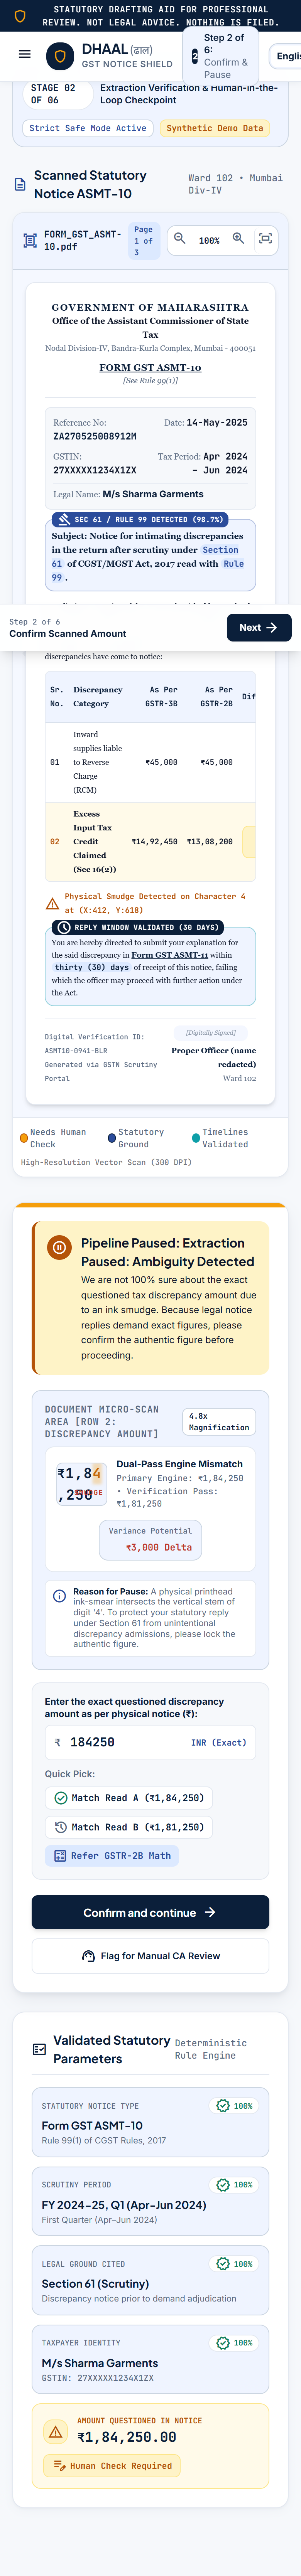 STATUTORY DRAFTING AID FOR PROFESSIONAL
REVIEW. NOT LEGAL ADVICE. NOTHING IS FILED.
DHAAL (ढाल)
GST NOTICE SHIELD
Step 2 of
6:
Confirm &
Pause
STAGE 02
OF 06
Extraction Verification & Human-in-the-
Loop Checkpoint
Strict Safe Mode Active
Synthetic Demo Data
Scanned Statutory
Notice ASMT-10
Ward 102 • Mumbai
Div-IV
FORM_GST_ASMT-
10.pdf
Page
1 of
3
100%
GOVERNMENT OF MAHARASHTRA
Office of the Assistant Commissioner of State
Tax
Nodal Division-IV, Bandra-Kurla Complex, Mumbai - 400051
FORM GST ASMT-10
[See Rule 99(1)]
Reference No:
ZA270525008912M
Date: 14-May-2025
GSTIN:
27XXXXX1234X1ZX
Tax Period: Apr 2024
– Jun 2024
Legal Name: M/s Sharma Garments
SEC 61 / RULE 99 DETECTED (98.7%)
Subject: Notice for intimating discrepancies
in the return after scrutiny under Section
61 of CGST/MGST Act, 2017 read with Rule
99 .
Step 2 of 6
Confirm Scanned Amount
Next
discrepancies have come to notice:
Sr.
No.
Discrepancy
Category
As Per
GSTR-3B
As Per
GSTR-2B
Dif
01
Inward
supplies liable
to Reverse
Charge
(RCM)
₹45,000
₹45,000
02
Excess
Input Tax
Credit
Claimed
(Sec 16(2))
₹14,92,450
₹13,08,200
Physical Smudge Detected on Character 4
at (X:412, Y:618)
REPLY WINDOW VALIDATED (30 DAYS)
You are hereby directed to submit your explanation for
the said discrepancy in Form GST ASMT-11 within
thirty (30) days of receipt of this notice, failing
which the officer may proceed with further action under
the Act.
Digital Verification ID:
ASMT10-0941-BLR
Generated via GSTN Scrutiny
Portal
[Digitally Signed]
Proper Officer (name
redacted)
Ward 102
Needs Human
Check
Statutory
Ground
Timelines
Validated
High-Resolution Vector Scan (300 DPI)
Pipeline Paused: Extraction
Paused: Ambiguity Detected
We are not 100% sure about the exact
questioned tax discrepancy amount due
to an ink smudge. Because legal notice
replies demand exact figures, please
confirm the authentic figure before
proceeding.
DOCUMENT MICRO-SCAN
AREA [ROW 2:
DISCREPANCY AMOUNT]
4.8x
Magnification
₹1,84
,250
Dual-Pass Engine Mismatch
Primary Engine: ₹1,84,250
• Verification Pass:
₹1,81,250
Variance Potential
₹3,000 Delta
Reason for Pause: A physical printhead
ink-smear intersects the vertical stem of
digit '4'. To protect your statutory reply
under Section 61 from unintentional
discrepancy admissions, please lock the
authentic figure.
Enter the exact questioned discrepancy
amount as per physical notice (₹):
₹ 184250
INR (Exact)
Quick Pick:
Match Read A (₹1,84,250)
Match Read B (₹1,81,250)
Refer GSTR-2B Math
Confirm and continue
Flag for Manual CA Review
Validated Statutory
Parameters
Deterministic
Rule Engine
STATUTORY NOTICE TYPE
100%
Form GST ASMT-10
Rule 99(1) of CGST Rules, 2017
SCRUTINY PERIOD
100%
FY 2024–25, Q1 (Apr-Jun 2024)
First Quarter (Apr–Jun 2024)
LEGAL GROUND CITED
100%
Section 61 (Scrutiny)
Discrepancy notice prior to demand adjudication
TAXPAYER IDENTITY
100%
M/s Sharma Garments
GSTIN: 27XXXXX1234X1ZX
AMOUNT QUESTIONED IN NOTICE
₹1,84,250.00
Human Check Required